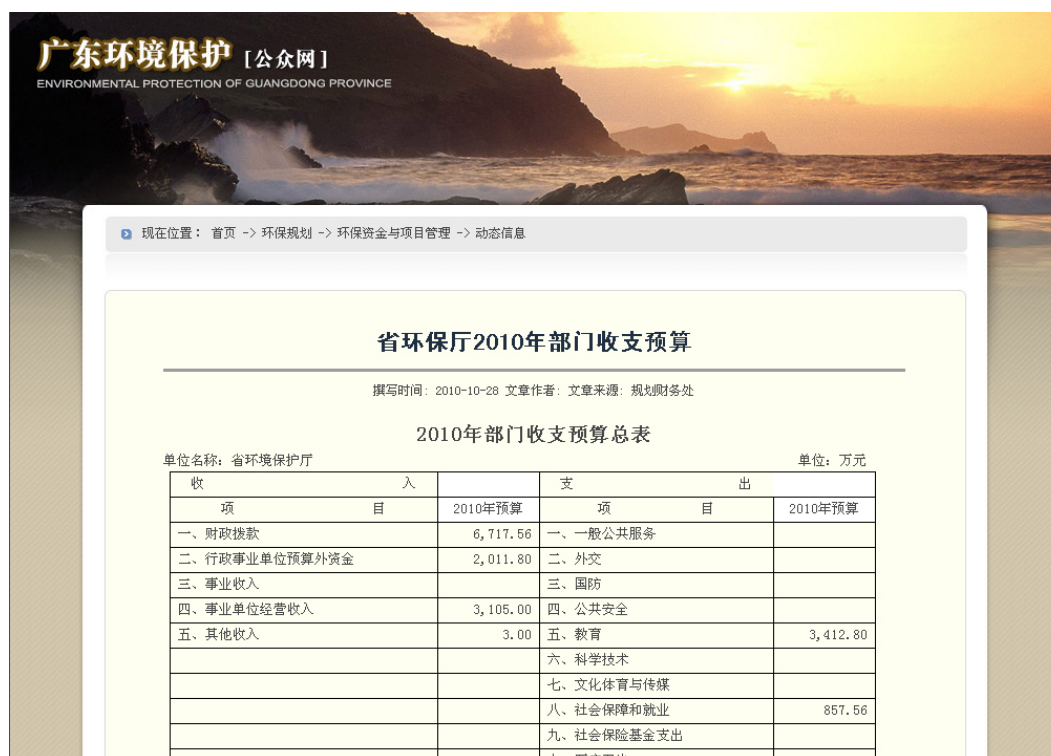 广东环境保护 [公众网]
ENVIRONMENTAL PROTECTION OF GUANGDONG PROVINCE
现在位置： 首页 -> 环保规划 -> 环保资金与项目管理 -> 动态信息
省环保厅2010年部门收支预算
撰写时间: 2010-10-28 文章作者: 文章来源: 规划财务处
2010年部门收支预算总表
单位名称: 省环境保护厅 单位: 万元
收 入 支 出
项 目 2010年预算 项 目 2010年预算
一、财政拨款 6,717.56 一、一般公共服务
二、行政事业单位预算外资金 2,011.80 二、外交
三、事业收入 三、国防
四、事业单位经营收入 3,105.00 四、公共安全
五、其他收入 3.00 五、教育 3,412.80
六、科学技术
七、文化体育与传媒
八、社会保障和就业 857.56
九、社会保险基金支出